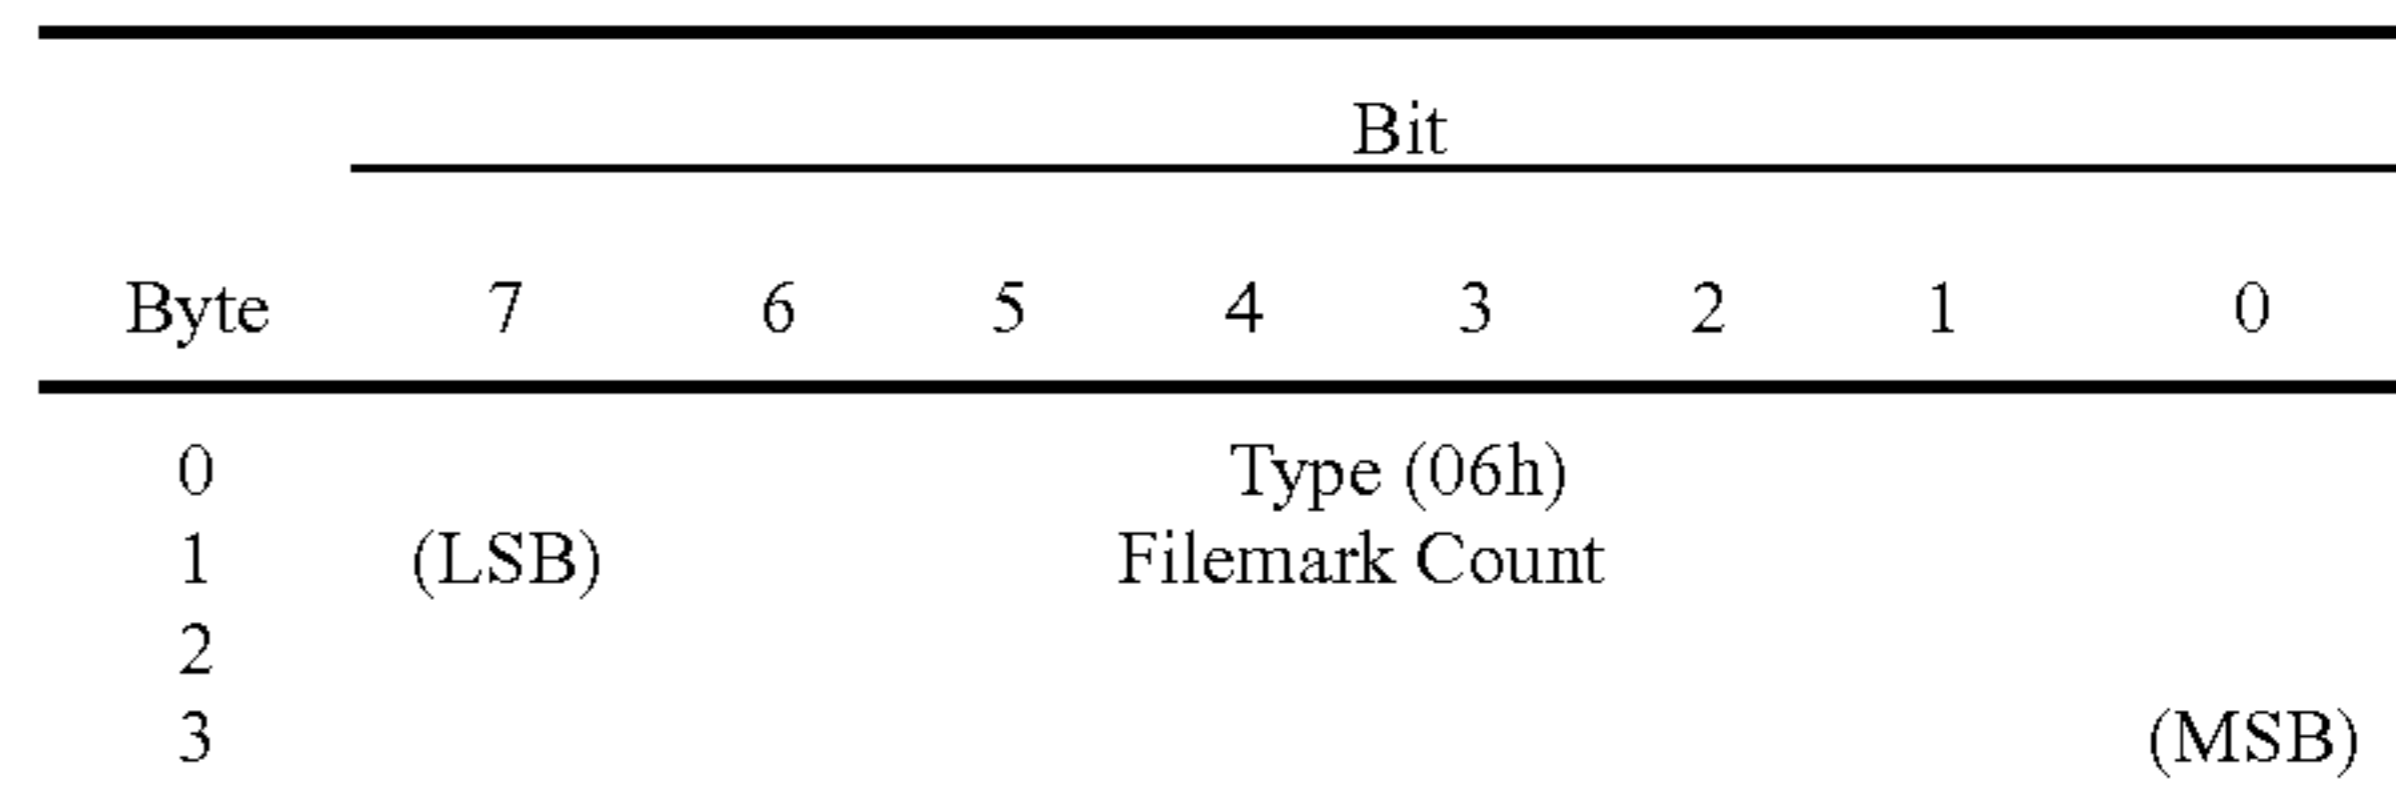 Bit
Byte 7 6 5 4 3 2 1 0
0 Type (06h)
1 (LSB) Filemark Count
2
3 (MSB)